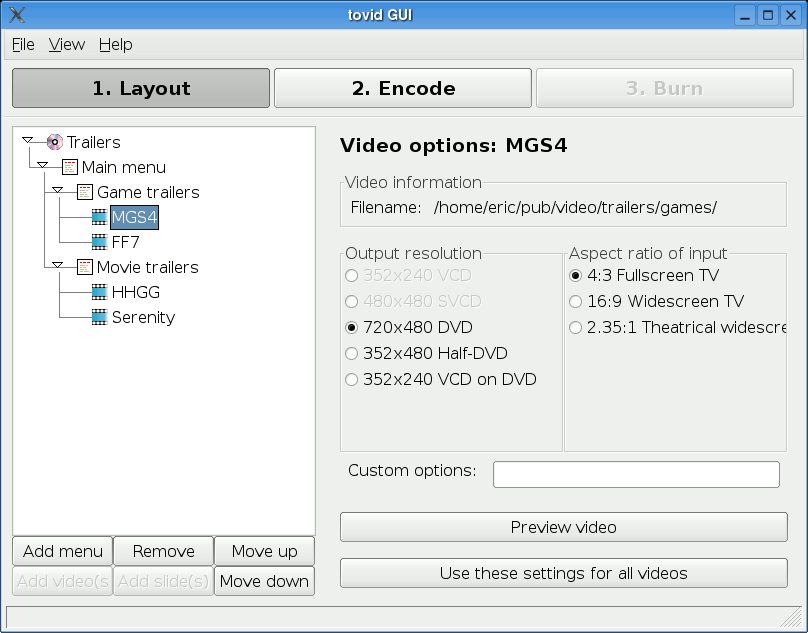 tovid GUI
File View Help
1. Layout 2. Encode 3. Burn
Trailers
Main menu
Game trailers
MGS4
FF7
Movie trailers
HHGG
Serenity
Add menu Remove Move up
Add video(s Add slide(s) Move down
Video options: MGS4
Video information
Filename: /home/eric/pub/video/trailers/games/
Output resolution
352x240 VCD
480x480 SVCD
720x480 DVD
352x480 Half-DVD
352x240 VCD on DVD
Aspect ratio of input
4:3 Fullscreen TV
16:9 Widescreen TV
2.35:1 Theatrical widescre
Custom options:
Preview video
Use these settings for all videos